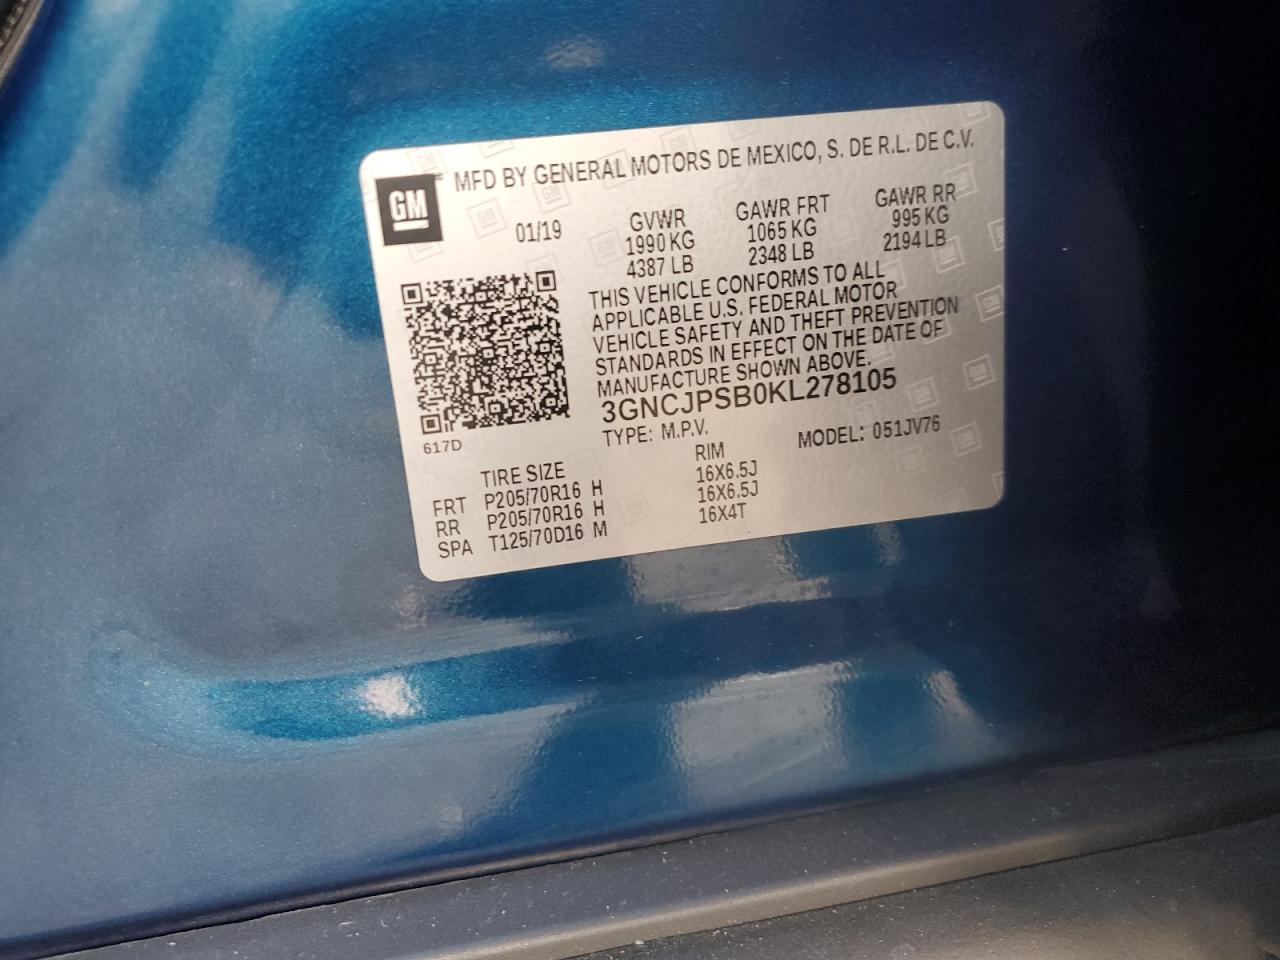 GM
MFD BY GENERAL MOTORS DE MEXICO, S. DE R.L. DE C.V.
01/19 GVWR GAWR FRT GAWR RR
1990 KG 1065 KG 995 KG
4387 LB 2348 LB 2194 LB
THIS VEHICLE CONFORMS TO ALL
APPLICABLE U.S. FEDERAL MOTOR
VEHICLE SAFETY AND THEFT PREVENTION
STANDARDS IN EFFECT ON THE DATE OF
MANUFACTURE SHOWN ABOVE.
3GNCJPSB0KL278105
617D
TYPE: M.P.V. MODEL: 051JV76
TIRE SIZE RIM
FRT P205/70R16 H 16X6.5J
RR P205/70R16 H 16X6.5J
SPA T125/70D16 M 16X4T